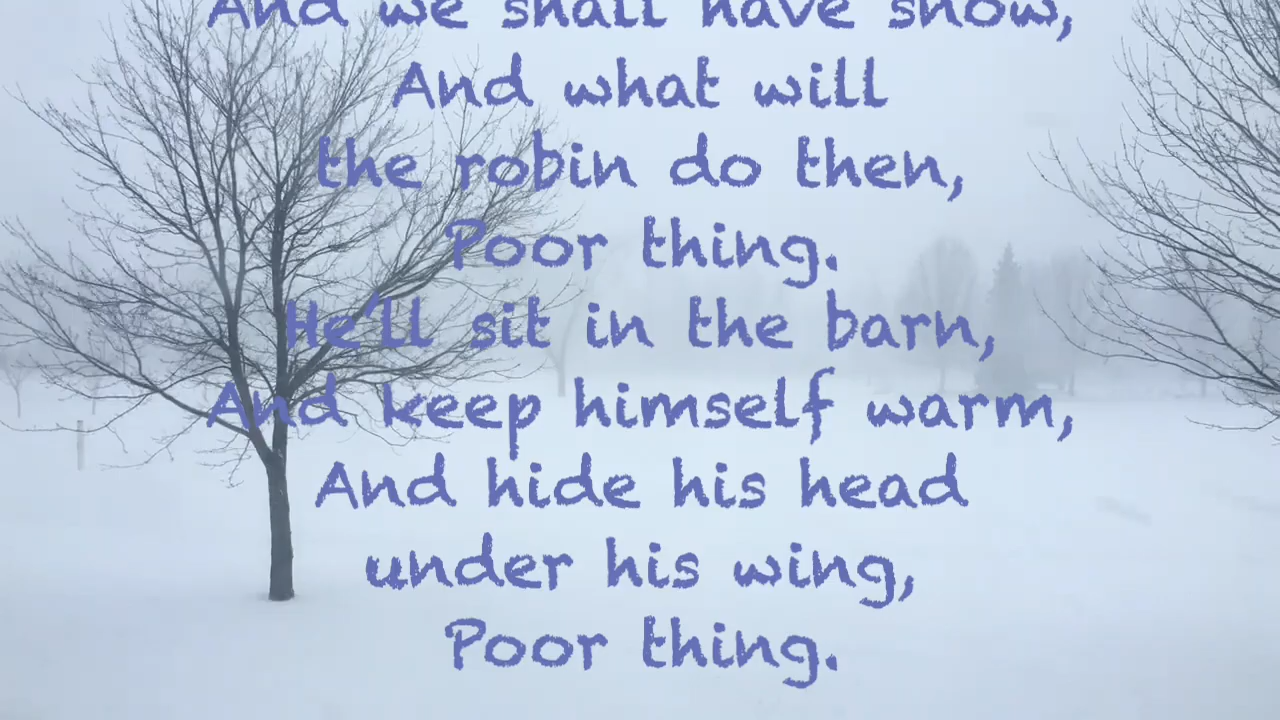 And we shall have snow,
And what will
the robin do then,
Poor thing.
He'll sit in the barn,
And keep himself warm,
And hide his head
under his wing,
Poor thing.